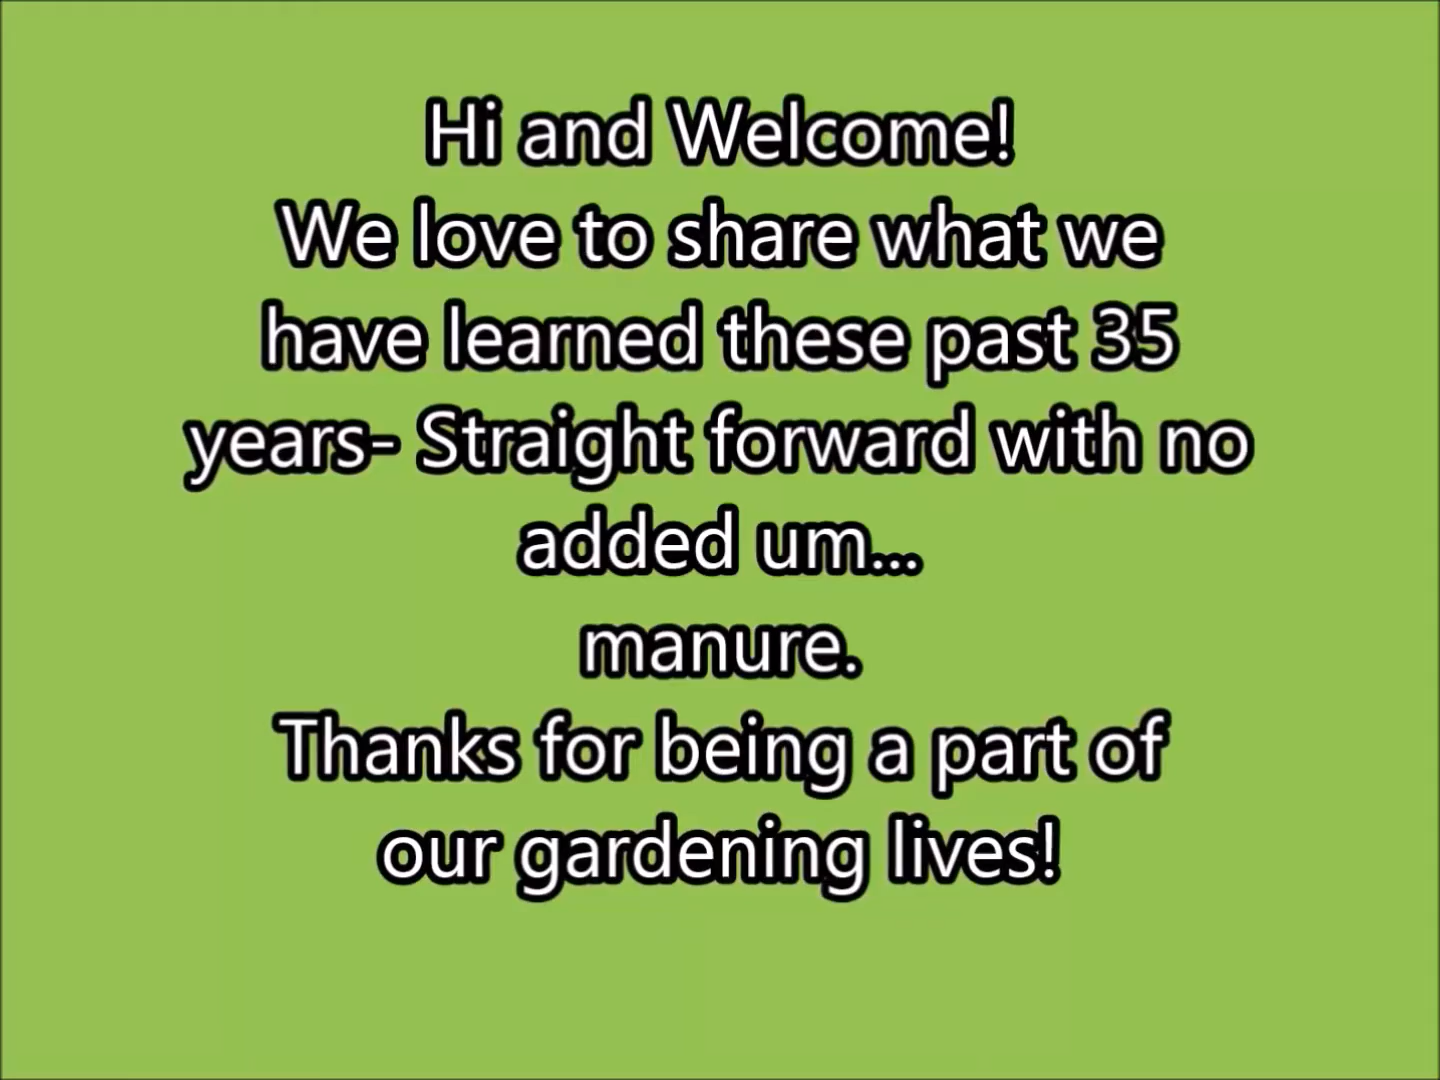 Hi and Welcome!
We love to share what we
have learned these past 35
years- Straight forward with no
added um...
manure.
Thanks for being a part of
our gardening lives!